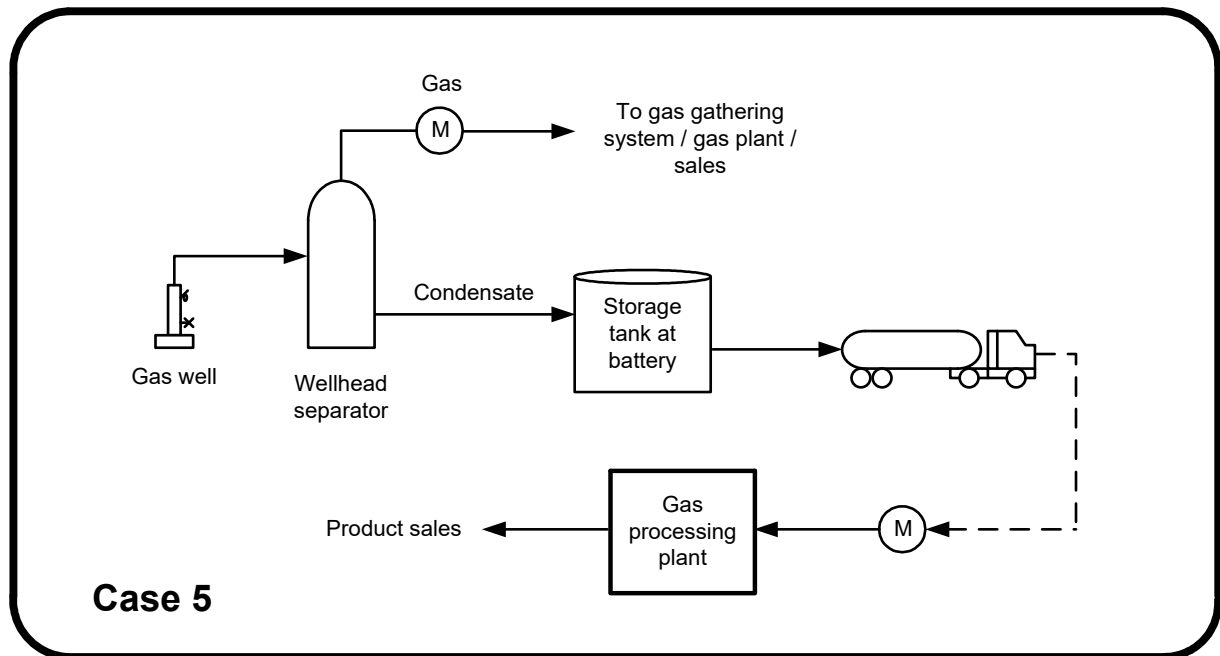 Gas
M
To gas gathering
system / gas plant /
sales
Condensate
Storage
tank at
battery
Gas well
Wellhead
separator
Product sales
Gas
processing
plant
M
Case 5